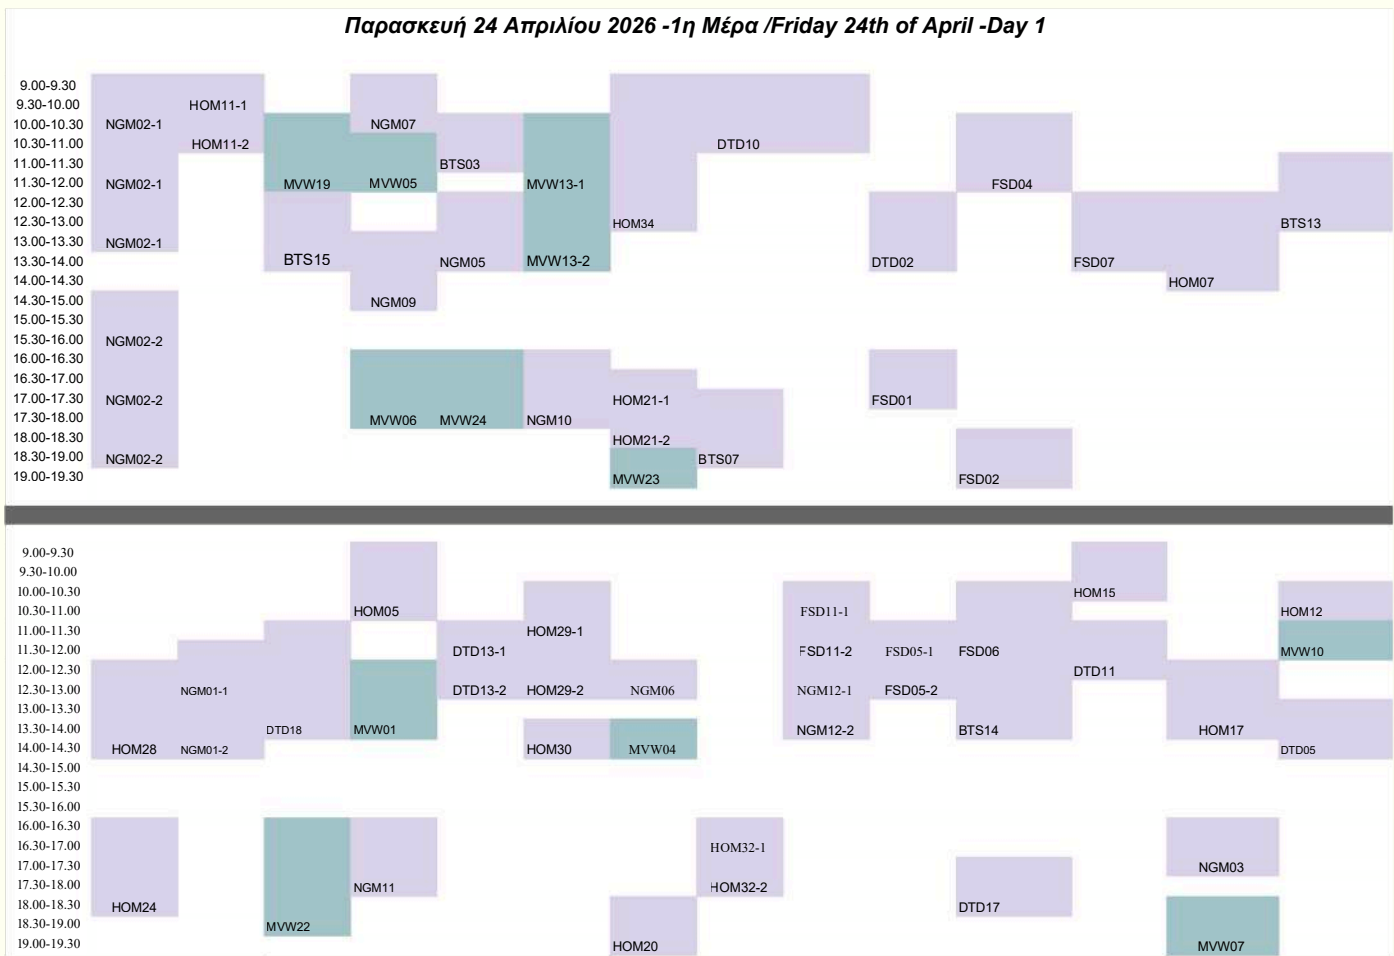 Παρασκευή 24 Απριλίου 2026 -1η Μέρα /Friday 24th of April -Day 1
9.00-9.30
9.30-10.00 HOM11-1
10.00-10.30 NGM02-1 NGM07
10.30-11.00 HOM11-2 DTD10
11.00-11.30 BTS03
11.30-12.00 NGM02-1 MVW19 MVW05 MVW13-1 FSD04
12.00-12.30
12.30-13.00 HOM34 BTS13
13.00-13.30 NGM02-1
13.30-14.00 BTS15 NGM05 MVW13-2 DTD02 FSD07
14.00-14.30 HOM07
14.30-15.00 NGM09
15.00-15.30
15.30-16.00 NGM02-2
16.00-16.30
16.30-17.00
17.00-17.30 NGM02-2 HOM21-1 FSD01
17.30-18.00 MVW06 MVW24 NGM10
18.00-18.30 HOM21-2
18.30-19.00 NGM02-2 BTS07
19.00-19.30 MVW23 FSD02
9.00-9.30
9.30-10.00
10.00-10.30 HOM15
10.30-11.00 HOM05 FSD11-1 HOM12
11.00-11.30 HOM29-1
11.30-12.00 DTD13-1 FSD11-2 FSD05-1 FSD06 MVW10
12.00-12.30 DTD11
12.30-13.00 NGM01-1 DTD13-2 HOM29-2 NGM06 NGM12-1 FSD05-2
13.00-13.30
13.30-14.00 DTD18 MVW01 NGM12-2 BTS14 HOM17
14.00-14.30 HOM28 NGM01-2 HOM30 MVW04 DTD05
14.30-15.00
15.00-15.30
15.30-16.00
16.00-16.30
16.30-17.00 HOM32-1
17.00-17.30 NGM03
17.30-18.00 NGM11 HOM32-2
18.00-18.30 HOM24 DTD17
18.30-19.00 MVW22
19.00-19.30 HOM20 MVW07